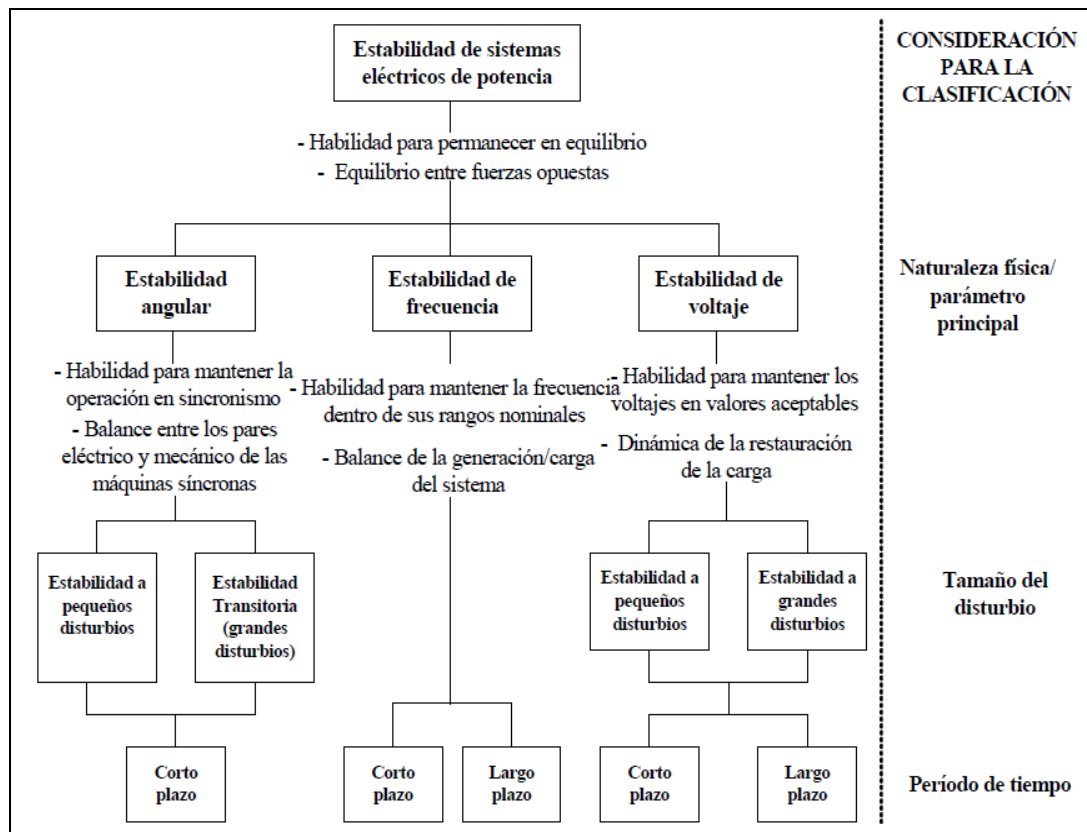 Estabilidad de sistemas
eléctricos de potencia
CONSIDERACIÓN
PARA LA
CLASIFICACIÓN
- Habilidad para permanecer en equilibrio
- Equilibrio entre fuerzas opuestas
Estabilidad
angular
Estabilidad de
frecuencia
Estabilidad de
voltaje
Naturaleza física/
parámetro
principal
- Habilidad para mantener la
operación en sincronismo
- Balance entre los pares
eléctrico y mecánico de las
máquinas síncronas
- Habilidad para mantener la frecuencia
dentro de sus rangos nominales
- Balance de la generación/carga
del sistema
- Habilidad para mantener los
voltajes en valores aceptables
- Dinámica de la restauración
de la carga
Estabilidad a
pequeños
disturbios
Estabilidad
Transitoria
(grandes
disturbios)
Estabilidad a
pequeños
disturbios
Estabilidad a
grandes
disturbios
Tamaño del
disturbio
Corto
plazo
Corto
plazo
Largo
plazo
Corto
plazo
Largo
plazo
Período de tiempo